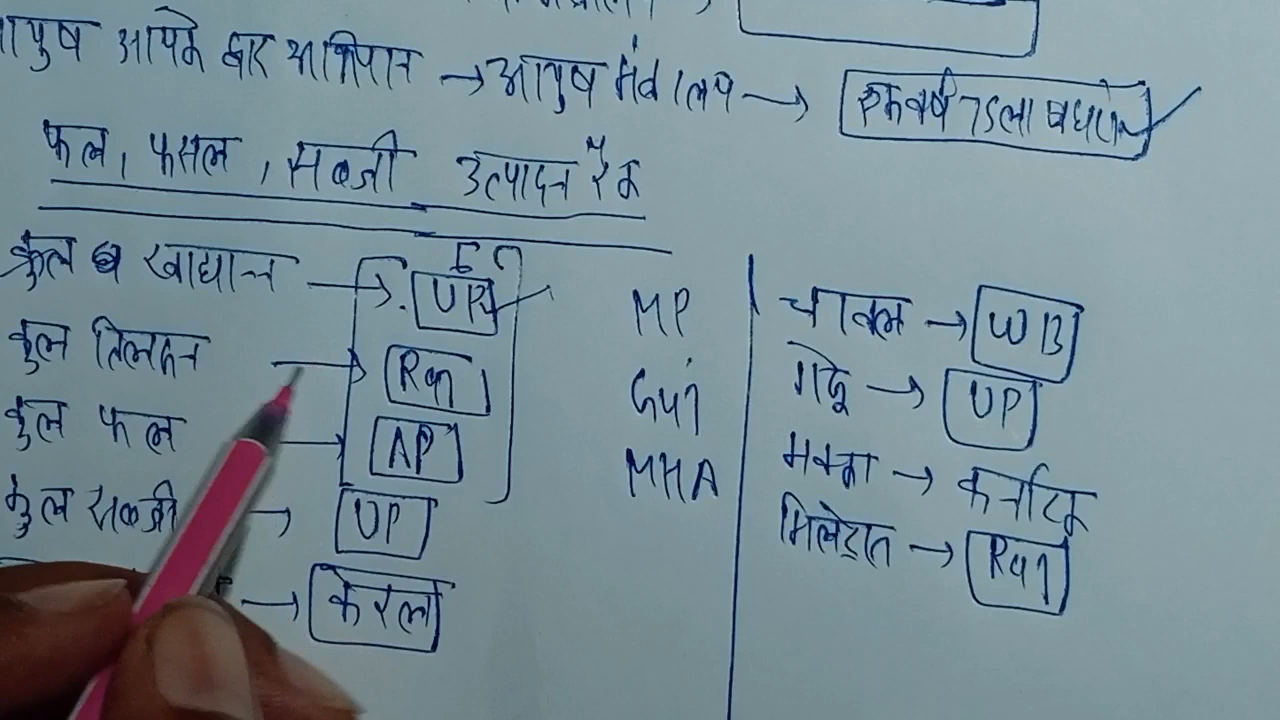 आयुष आपके द्वार अभियान → आयुष मंत्रालय → एक वर्ष 75 ला
फल, फसल, सब्जी उत्पादन रैंक
कुल खाद्यान्न → UP
कुल तिलहन → Raj
कुल फल → AP
कुल सब्जी → UP
→ केरल
MP
Guj
MHA
चावल → WB
गेहू → UP
मक्का → कर्नाटक
मिलेट्स → Raj